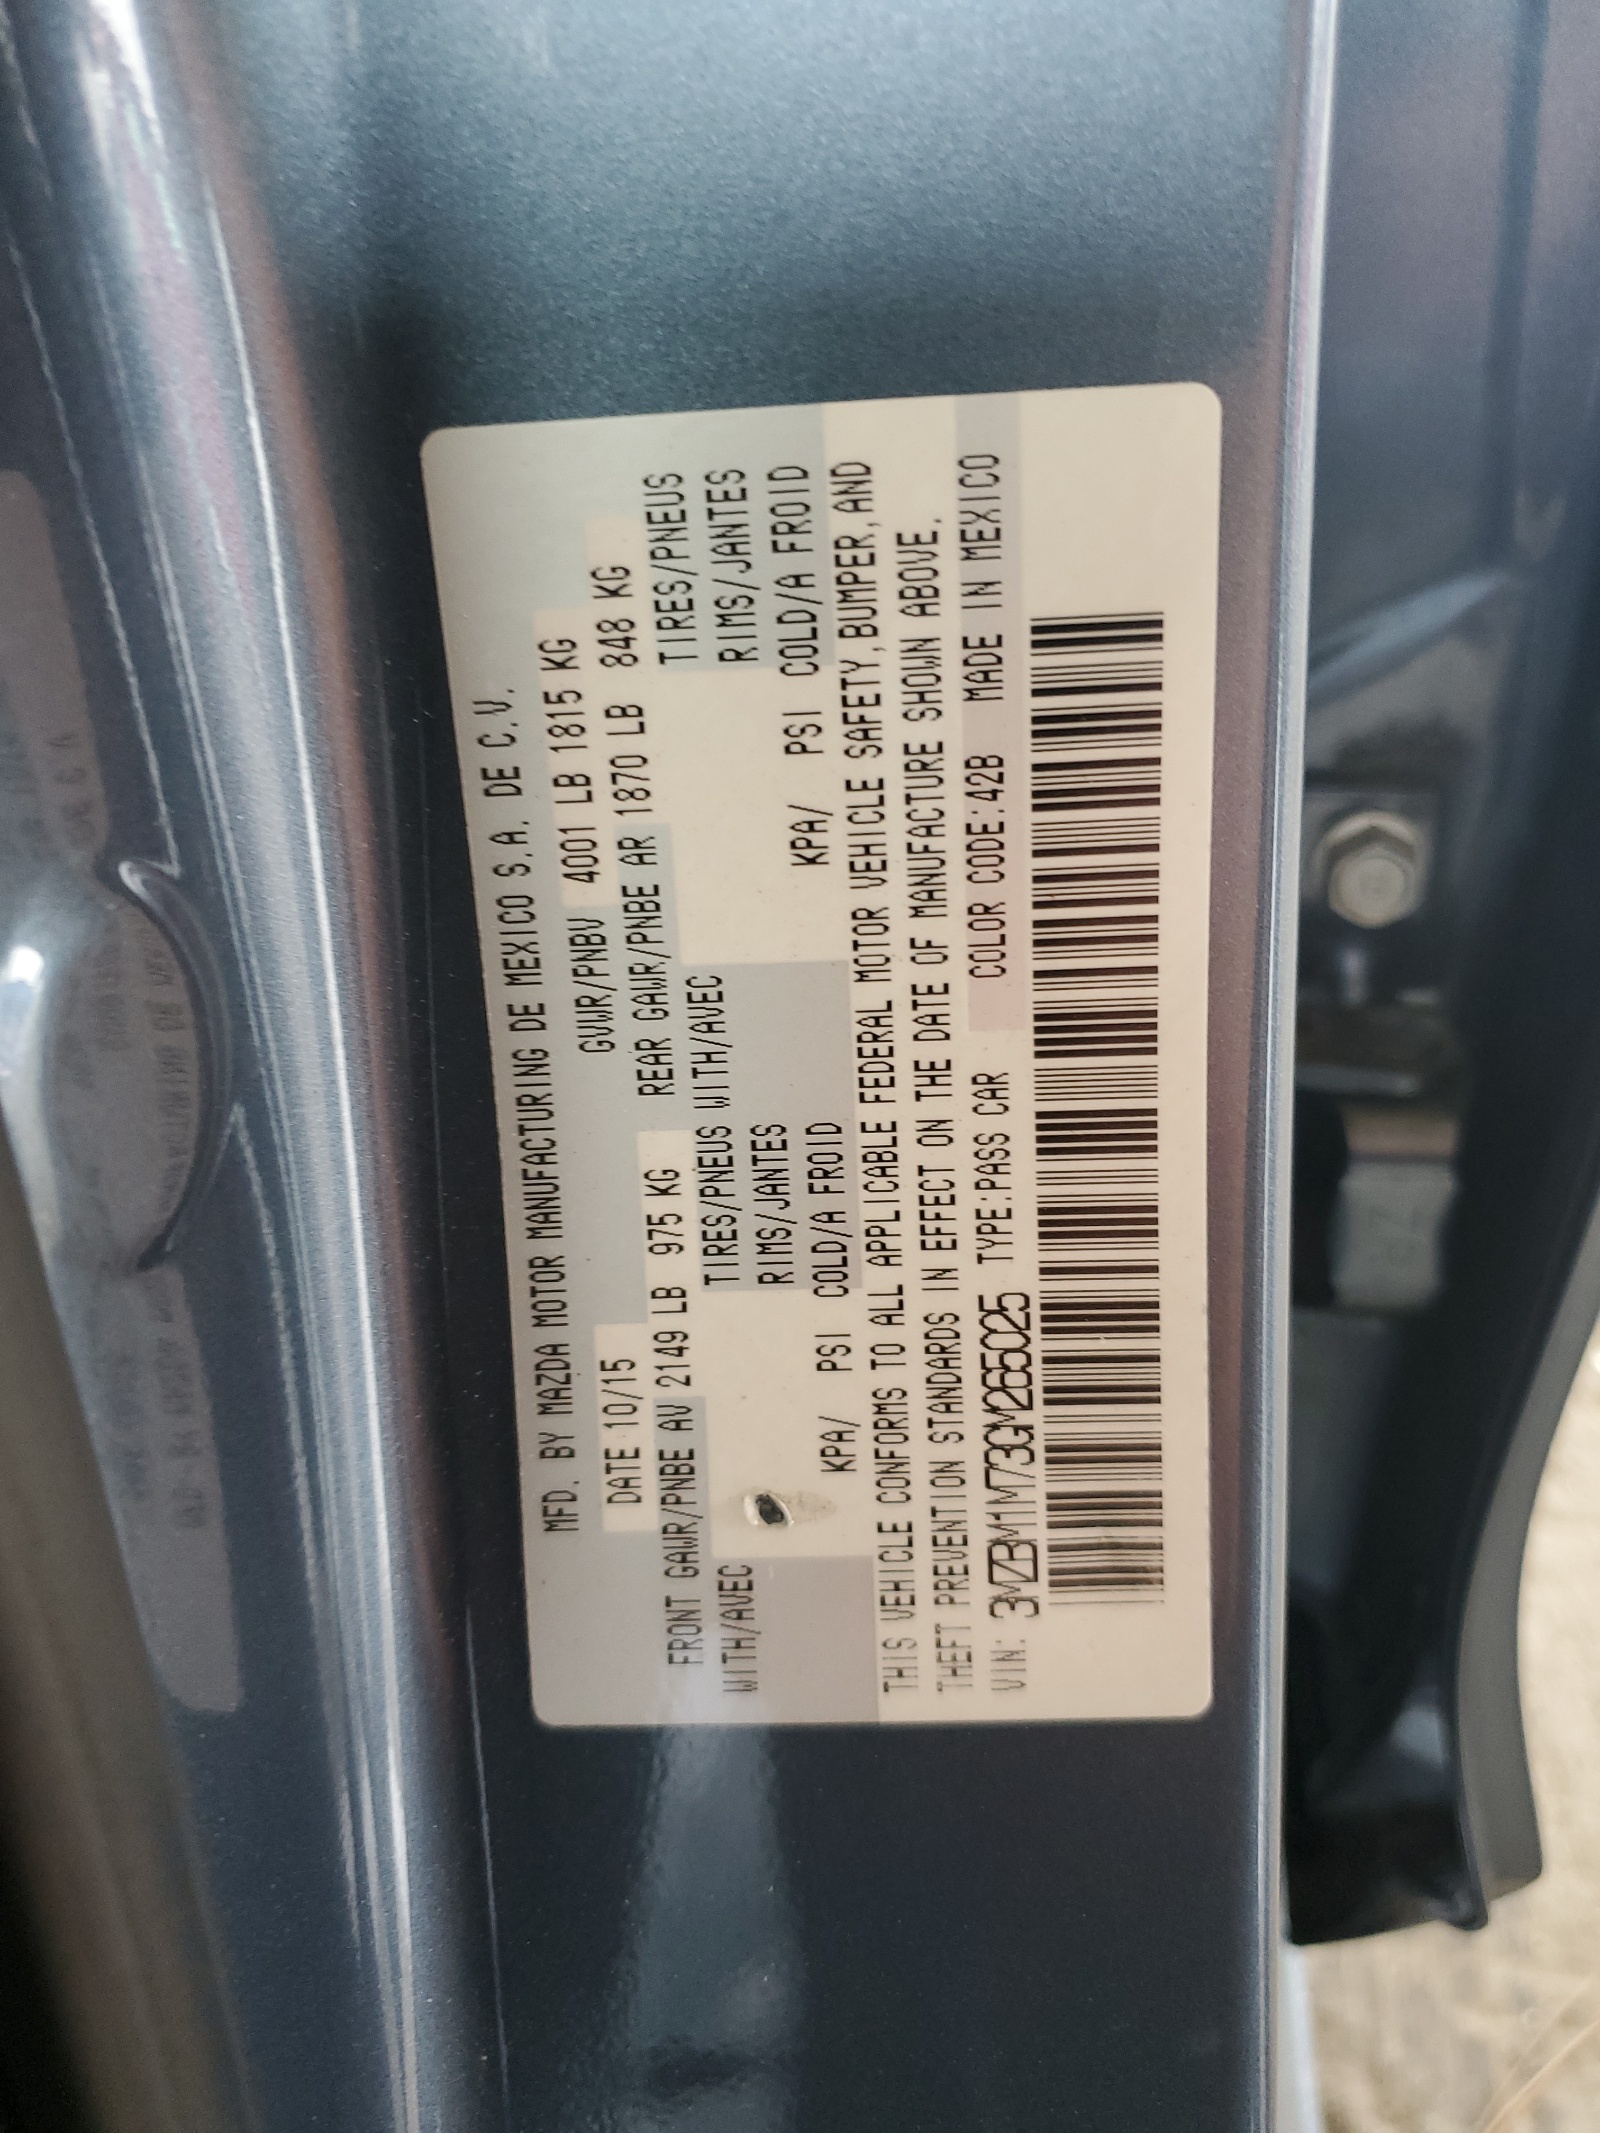 MFD. BY MAZDA MOTOR MANUFACTURING DE MEXICO S.A. DE C.V.
DATE 10/15 GVWR/PNBV 4001 LB 1815 KG
FRONT GAWR/PNBE AV 2149 LB 975 KG REAR GAWR/PNBE AR 1870 LB 848 KG
WITH/AVEC TIRES/PNEUS WITH/AVEC TIRES/PNEUS
RIMS/JANTES RIMS/JANTES
KPA/ PSI COLD/A FROID KPA/ PSI COLD/A FROID
THIS VEHICLE CONFORMS TO ALL APPLICABLE FEDERAL MOTOR VEHICLE SAFETY,BUMPER,AND
THEFT PREVENTION STANDARDS IN EFFECT ON THE DATE OF MANUFACTURE SHOWN ABOVE.
VIN: 3MZBM1M73GM265025 TYPE:PASS CAR COLOR CODE:42B MADE IN MEXICO